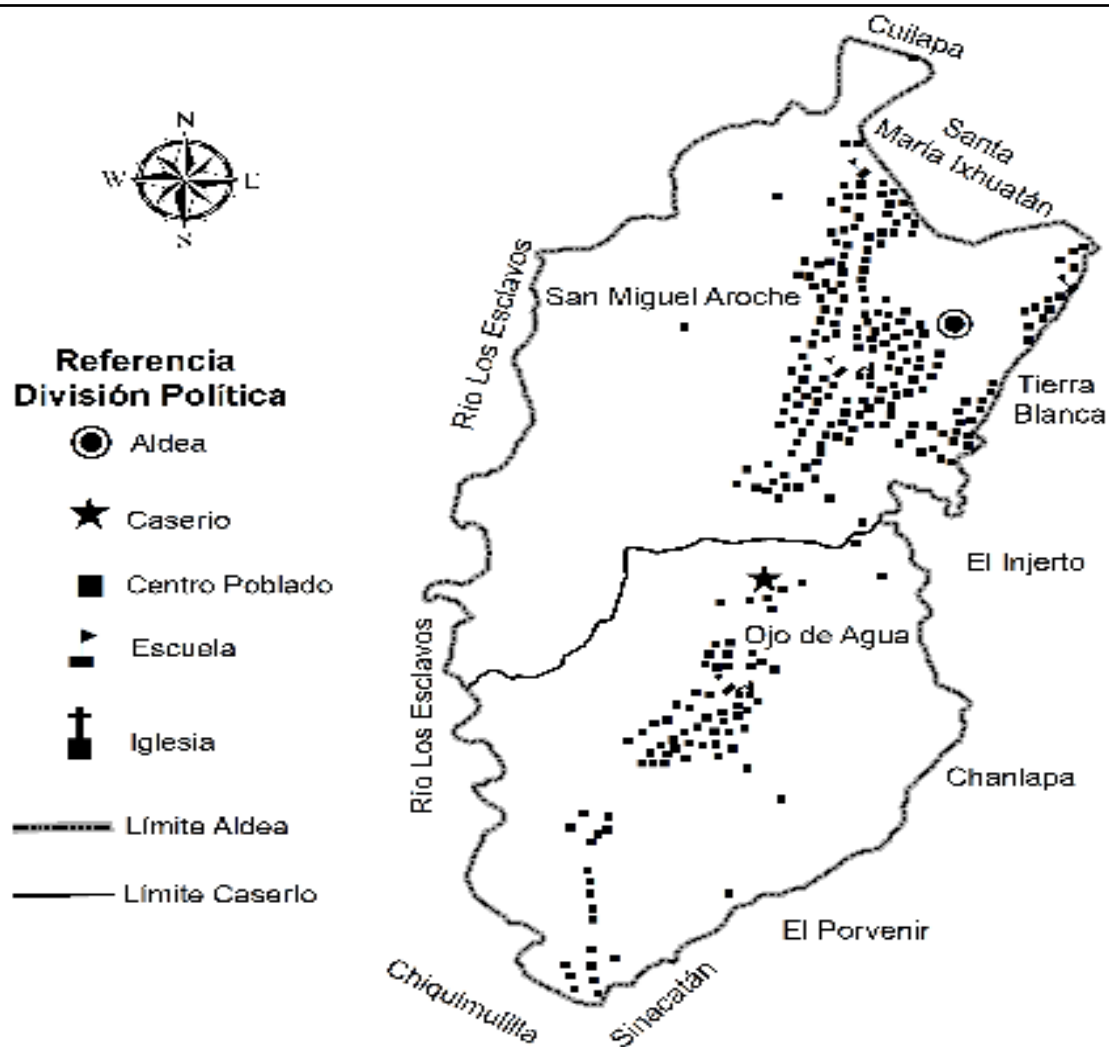 Cuilapa
N
W
E
S
Santa
María Ixhuatán
Río Los Esclavos
San Miguel Aroche
Referencia
División Política
Aldea
Tierra
Blanca
Caserio
El Injerto
Centro Poblado
Ojo de Agua
Escuela
Río Los Esclavos
Iglesia
Chanlapa
Límite Aldea
Límite Caserío
El Porvenir
Chiquimulilla
Sinacatán